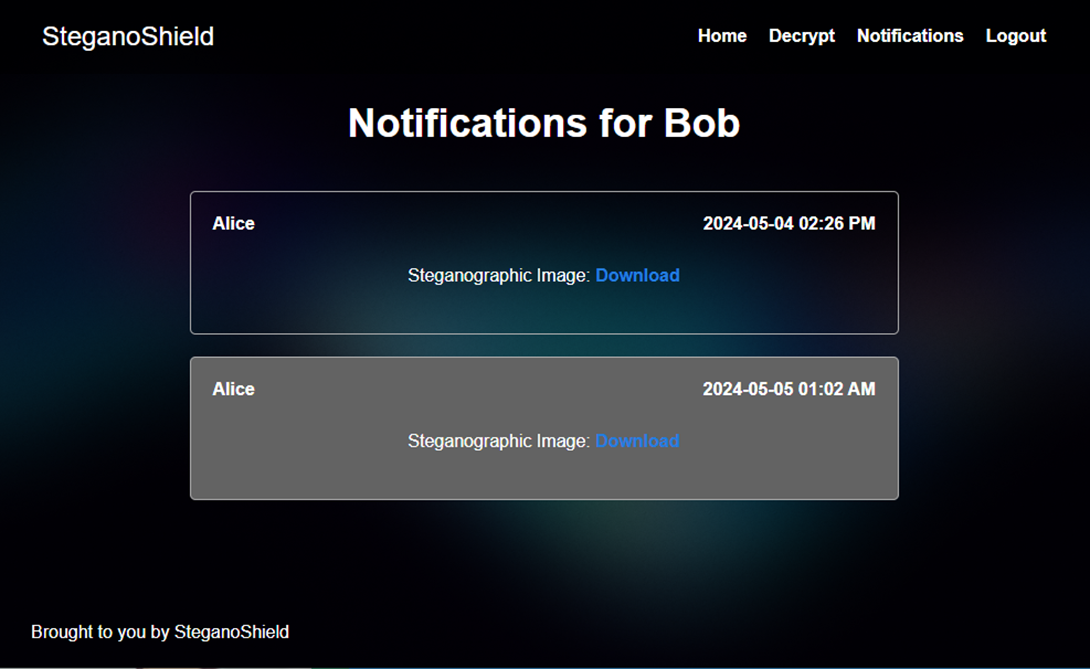 SteganoShield
Home Decrypt Notifications Logout
Notifications for Bob
Alice 2024-05-04 02:26 PM
Steganographic Image: Download
Alice 2024-05-05 01:02 AM
Steganographic Image: Download
Brought to you by SteganoShield